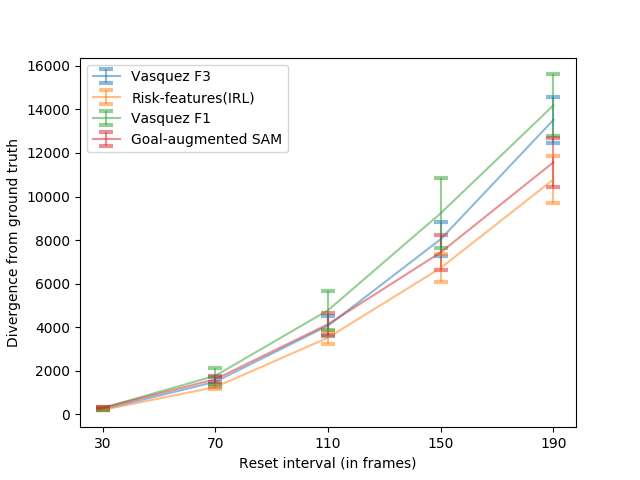 16000
14000
12000
10000
8000
6000
4000
2000
0
Divergence from ground truth
Vasquez F3
Risk-features(IRL)
Vasquez F1
Goal-augmented SAM
30 70 110 150 190
Reset interval (in frames)